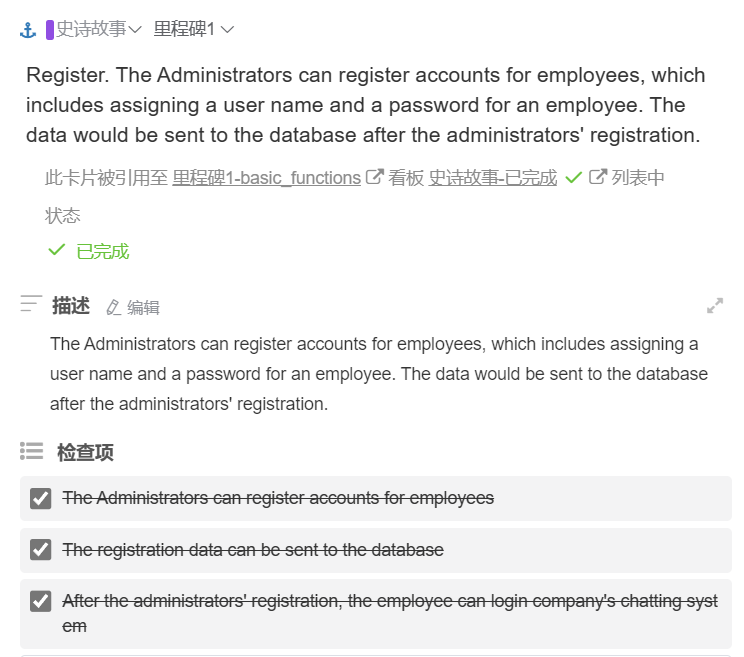 史诗故事 里程碑1
Register. The Administrators can register accounts for employees, which
includes assigning a user name and a password for an employee. The
data would be sent to the database after the administrators' registration.
此卡片被引用至 里程碑1-basic_functions 看板 史诗故事-已完成 列表中
状态
已完成
描述 编辑
The Administrators can register accounts for employees, which includes assigning a
user name and a password for an employee. The data would be sent to the database
after the administrators' registration.
检查项
The Administrators can register accounts for employees
The registration data can be sent to the database
After the administrators' registration, the employee can login company's chatting syst
em